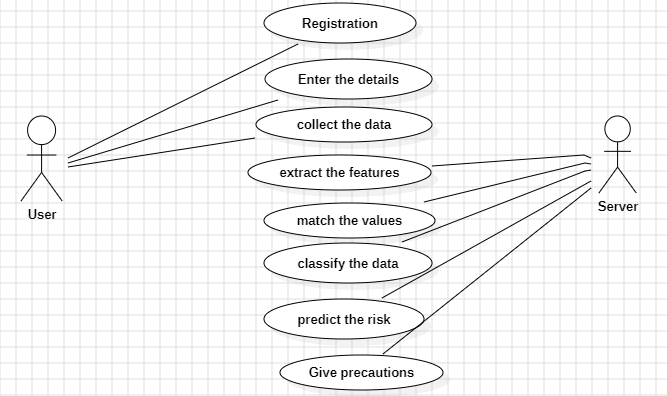 Registration
Enter the details
collect the data
extract the features
match the values
classify the data
predict the risk
Give precautions
User
Server